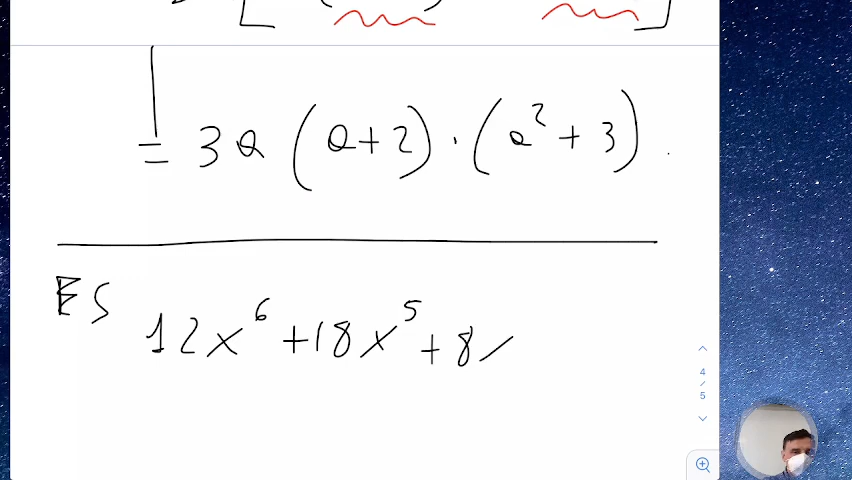 = 3a (a+2) · (a² + 3)
ES 12x⁶ + 18x⁵ + 8
4
/
5